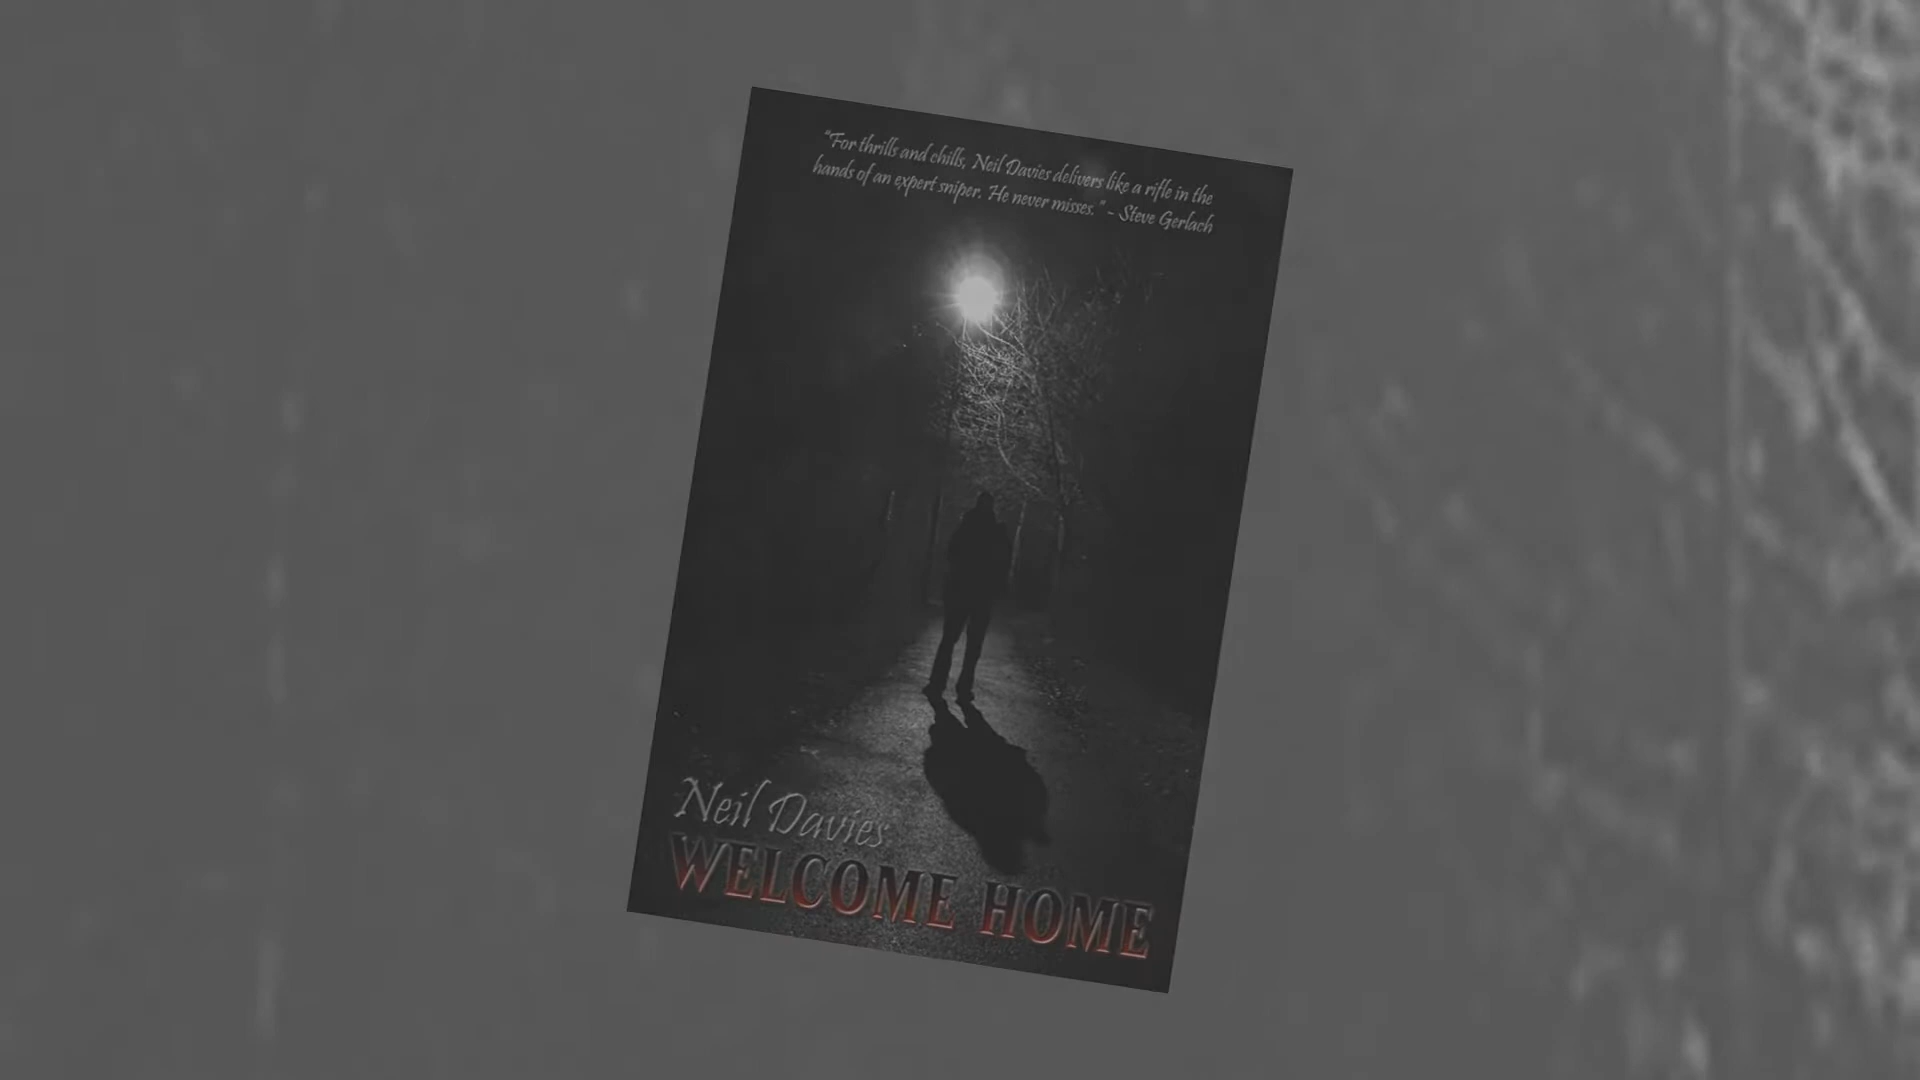 "For thrills and chills, Neil Davies delivers like a rifle in the
hands of an expert sniper. He never misses." - Steve Gerlach
Neil Davies
WELCOME HOME